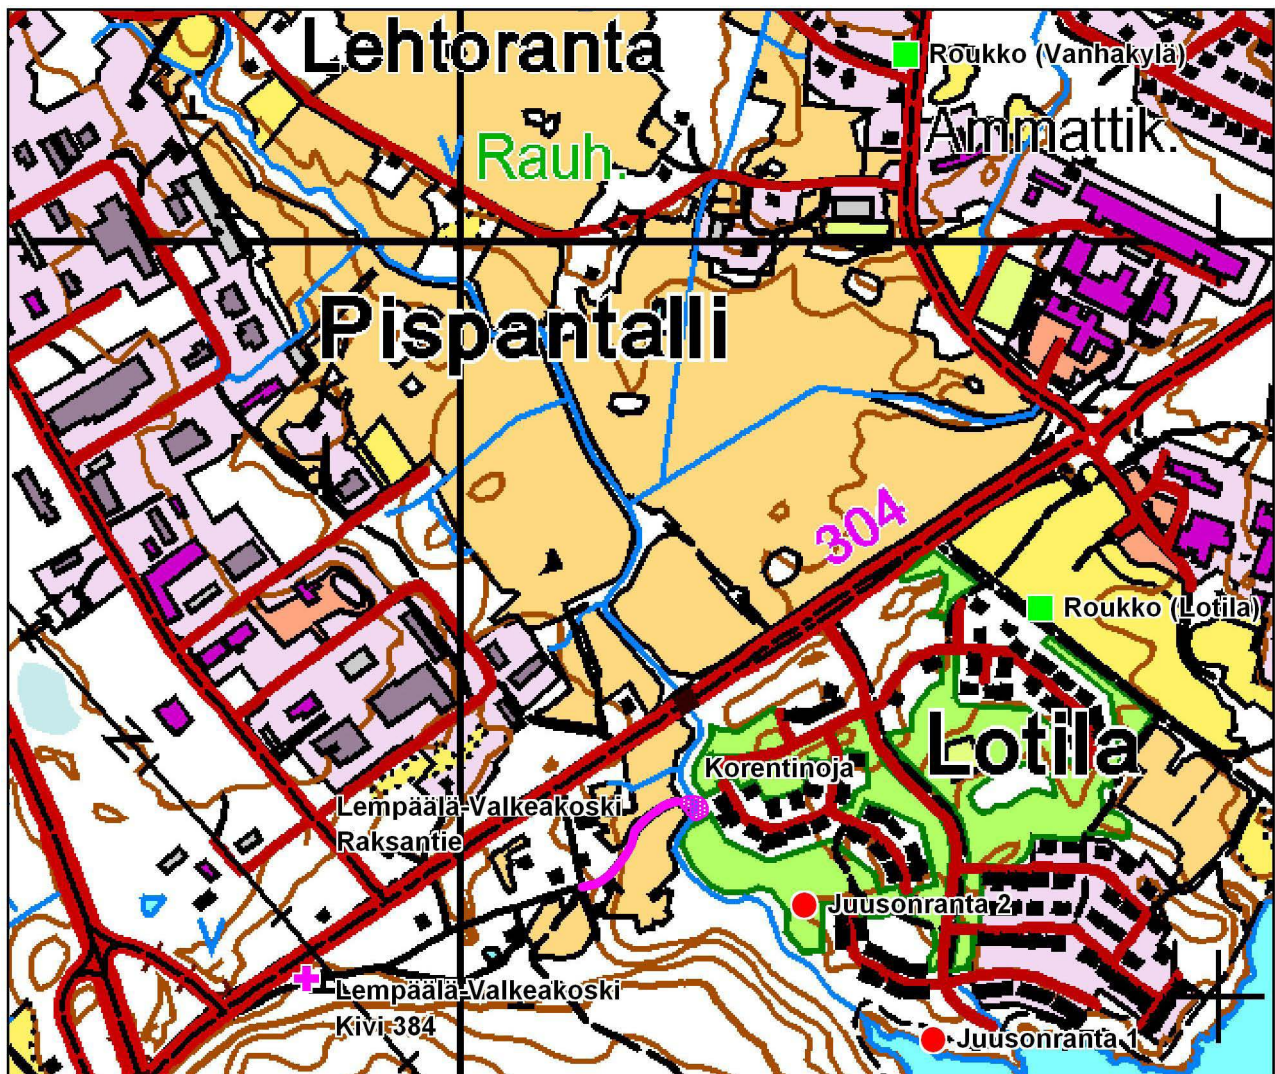 Lehtoranta
Roukko (Vanhakylä)
Ammattik.
Rauh.
Pispantalli
304
Roukko (Lotila)
Lotila
Korentinoja
Lempäälä-Valkeakoski
Raksantie
Juusonranta 2
Lempäälä-Valkeakoski
Kivi 384
Juusonranta 1